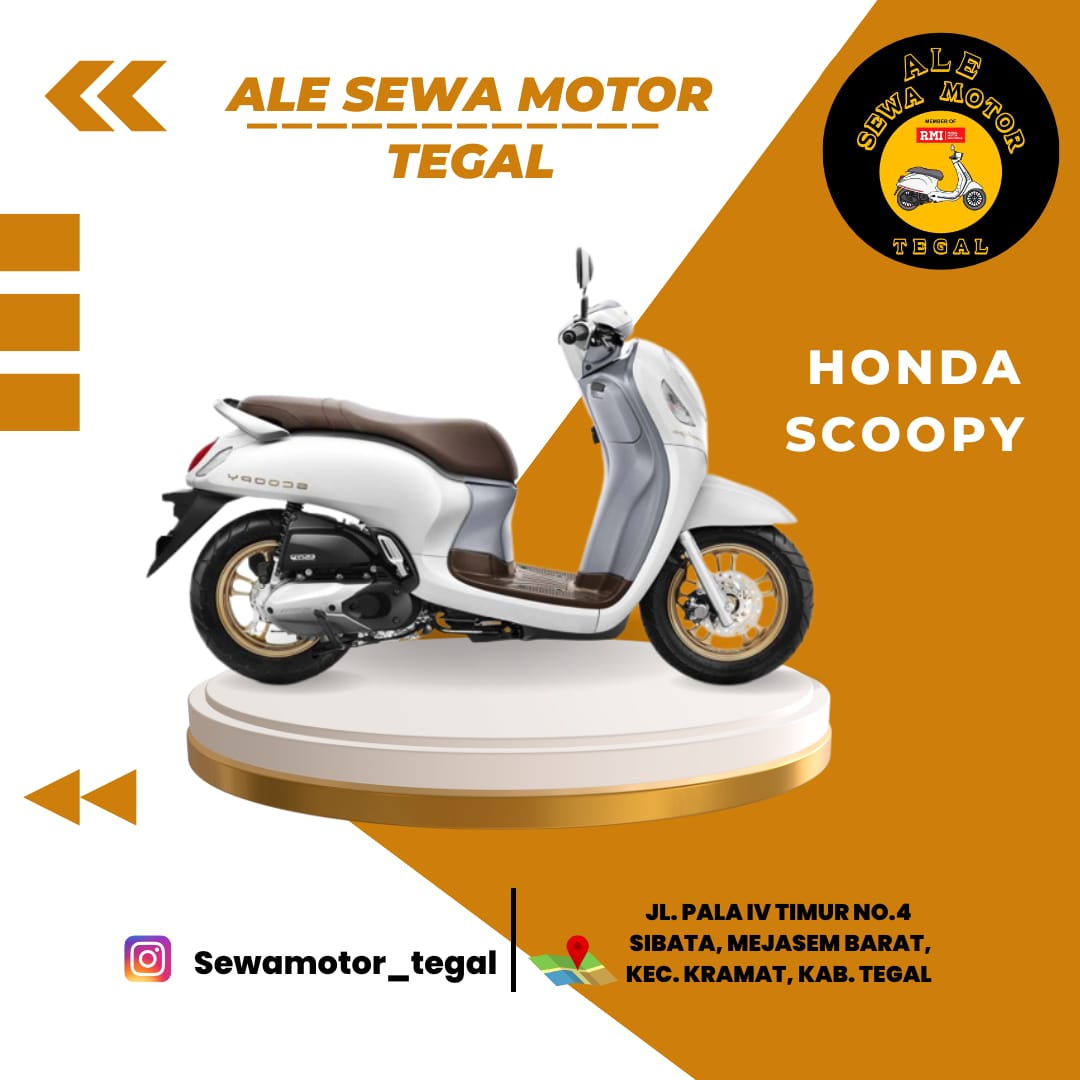 ALE SEWA MOTOR
TEGAL
ALE
SEWA MOTOR
MEMBER OF
RMI
TEGAL
HONDA
SCOOPY
SCOOPY
Sewamotor_tegal
JL. PALA IV TIMUR NO.4
SIBATA, MEJASEM BARAT,
KEC. KRAMAT, KAB. TEGAL